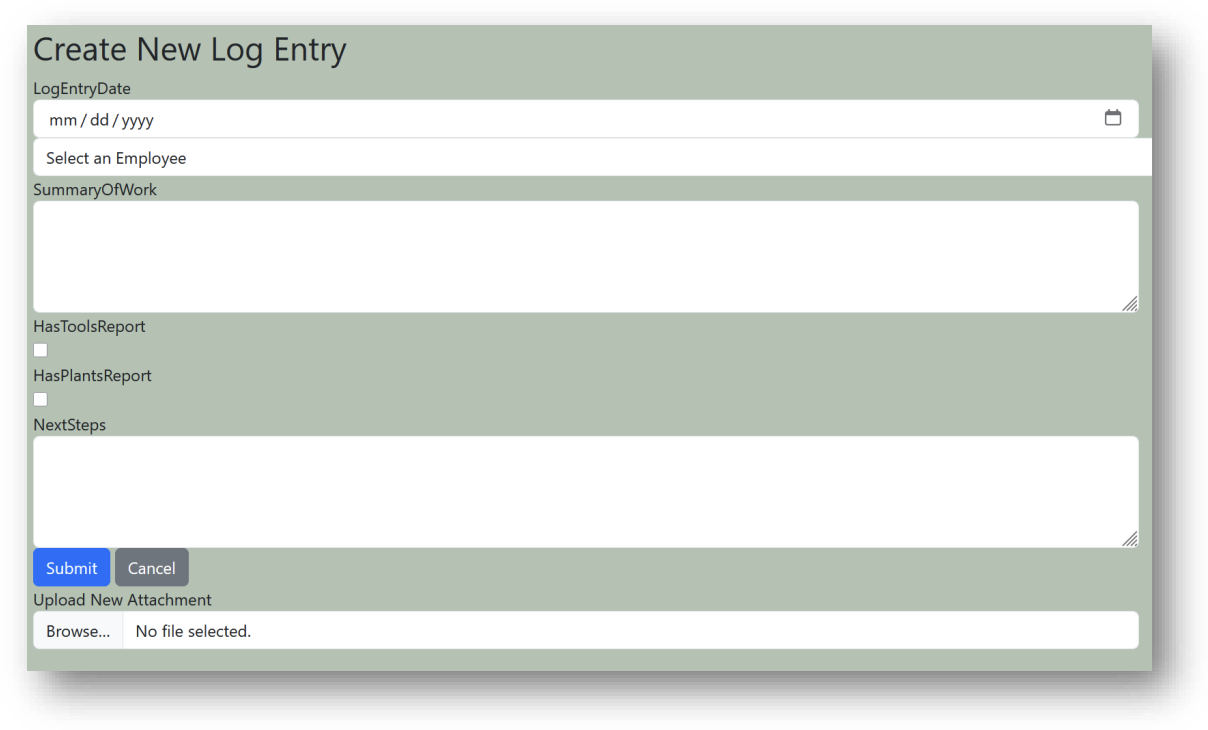 Create New Log Entry
LogEntryDate
mm / dd / yyyy
Select an Employee
SummaryOfWork
HasToolsReport
HasPlantsReport
NextSteps
Submit Cancel
Upload New Attachment
Browse... No file selected.